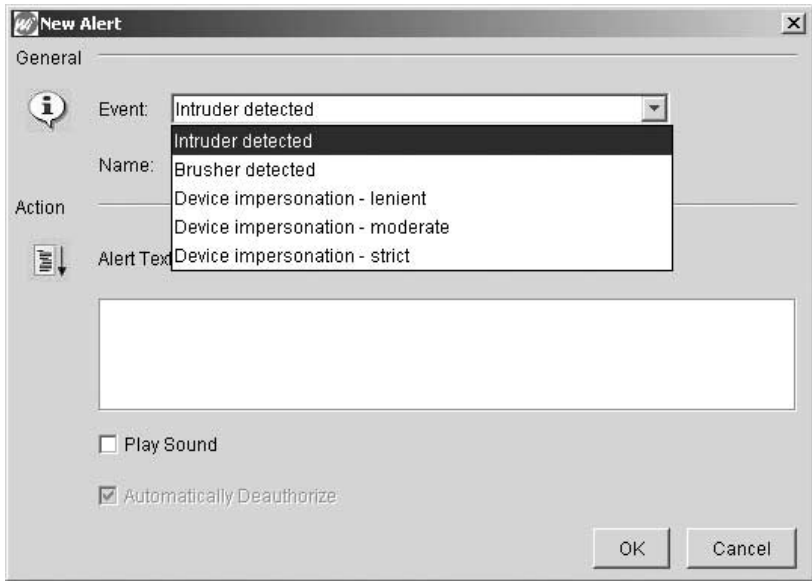 New Alert
General
Event: Intruder detected
Intruder detected
Brusher detected
Device impersonation - lenient
Device impersonation - moderate
Device impersonation - strict
Name:
Action
Alert Tex
Play Sound
Automatically Deauthorize
OK Cancel